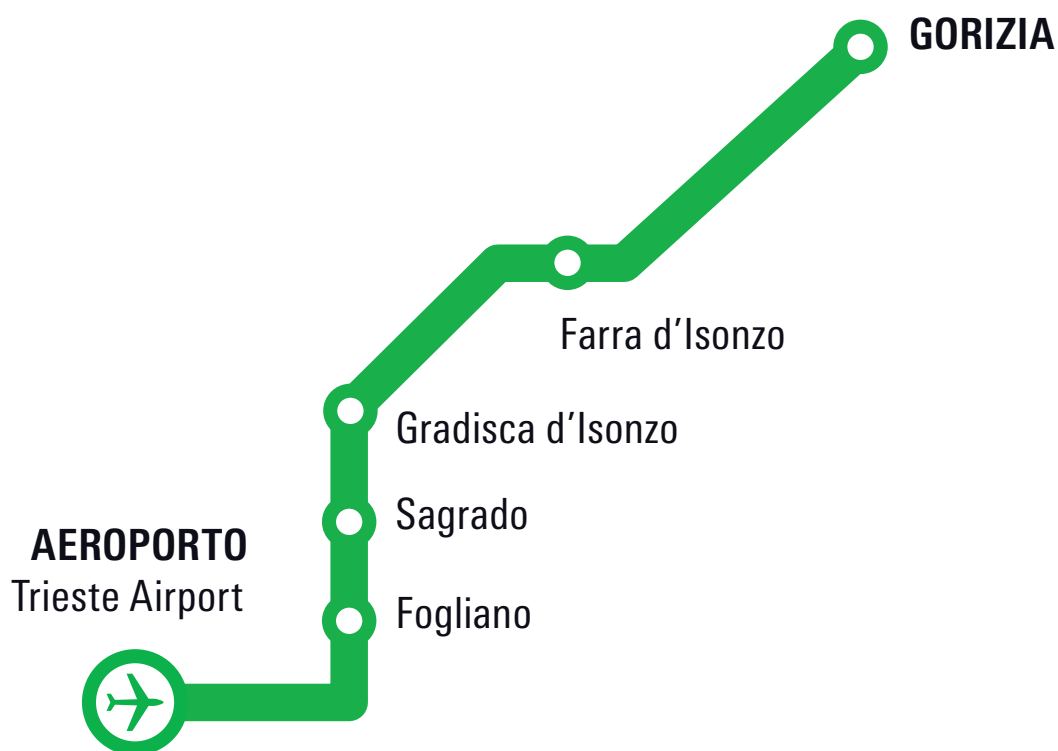 GORIZIA
Farra d’Isonzo
Gradisca d’Isonzo
Sagrado
AEROPORTO
Trieste Airport
Fogliano